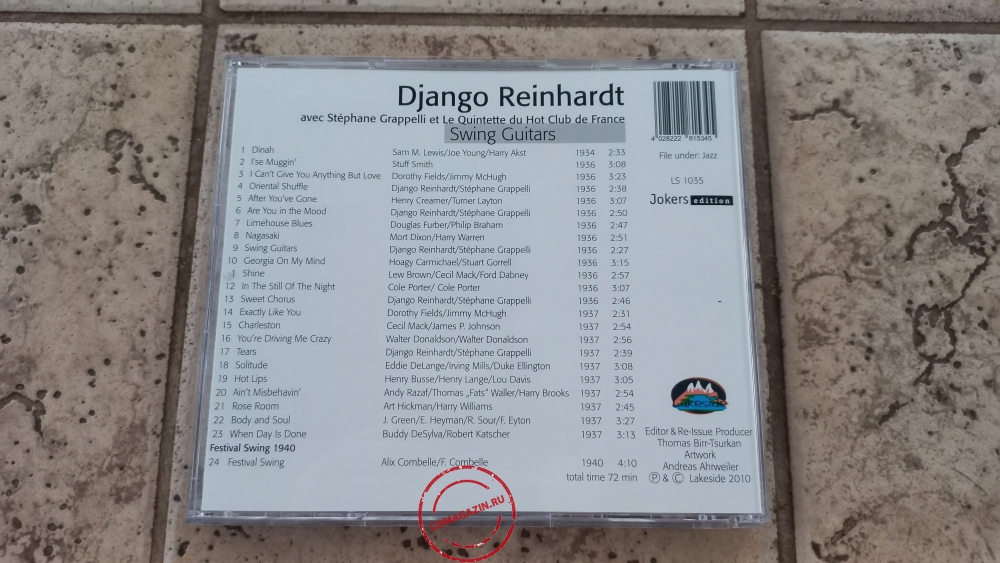 Django Reinhardt
avec Stéphane Grappelli et Le Quintette du Hot Club de France
Swing Guitars
1 Dinah Sam M. Lewis/Joe Young/Harry Akst 1934 2:33
2 I'se Muggin' Stuff Smith 1936 3:08
3 I Can't Give You Anything But Love Dorothy Fields/Jimmy McHugh 1936 3:23
4 Oriental Shuffle Django Reinhardt/Stéphane Grappelli 1936 2:38
5 After You've Gone Henry Creamer/Turner Layton 1936 3:07
6 Are You in the Mood Django Reinhardt/Stéphane Grappelli 1936 2:50
7 Limehouse Blues Douglas Furber/Philip Braham 1936 2:47
8 Nagasaki Mort Dixon/Harry Warren 1936 2:51
9 Swing Guitars Django Reinhardt/Stéphane Grappelli 1936 2:27
10 Georgia On My Mind Hoagy Carmichael/Stuart Gorrell 1936 3:15
1 Shine Lew Brown/Cecil Mack/Ford Dabney 1936 2:57
12 In The Still Of The Night Cole Porter/ Cole Porter 1936 3:07
13 Sweet Chorus Django Reinhardt/Stéphane Grappelli 1936 2:46
14 Exactly Like You Dorothy Fields/Jimmy McHugh 1937 2:31
15 Charleston Cecil Mack/James P. Johnson 1937 2:54
16 You're Driving Me Crazy Walter Donaldson/Walter Donaldson 1937 2:56
17 Tears Django Reinhardt/Stéphane Grappelli 1937 2:39
18 Solitude Eddie DeLange/Irving Mills/Duke Ellington 1937 3:08
19 Hot Lips Henry Busse/Henry Lange/Lou Davis 1937 3:05
20 Ain't Misbehavin' Andy Razaf/Thomas „Fats" Waller/Harry Brooks 1937 2:54
21 Rose Room Art Hickman/Harry Williams 1937 2:45
22 Body and Soul J. Green/E. Heyman/R. Sour/F. Eyton 1937 3:27
23 When Day Is Done Buddy DeSylva/Robert Katscher 1937 3:13
Festival Swing 1940
24 Festival Swing Alix Combelle/F. Combelle 1940 4:10
total time 72 min
4 028222 815345
File under: Jazz
LS 1035
Jokers edition
Lakeside
Editor & Re-Issue Producer
Thomas Birr-Tsurkan
Artwork
Andreas Ahrweiler
Ⓟ & © Lakeside 2010
CDMAGAZIN.RU